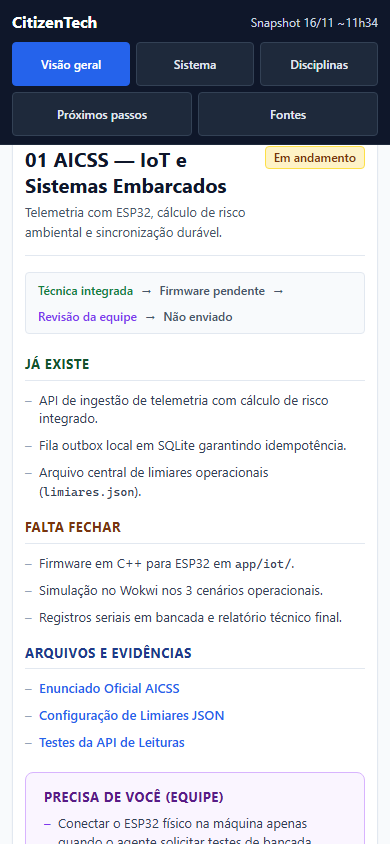 CitizenTech
Snapshot 16/11 ~11h34
Visão geral
Sistema
Disciplinas
Próximos passos
Fontes
01 AICSS — IoT e
Sistemas Embarcados
Em andamento
Telemetria com ESP32, cálculo de risco
ambiental e sincronização durável.
Técnica integrada → Firmware pendente →
Revisão da equipe → Não enviado
JÁ EXISTE
– API de ingestão de telemetria com cálculo de risco
integrado.
– Fila outbox local em SQLite garantindo idempotência.
– Arquivo central de limiares operacionais
(limiares.json).
FALTA FECHAR
– Firmware em C++ para ESP32 em app/iot/.
– Simulação no Wokwi nos 3 cenários operacionais.
– Registros seriais em bancada e relatório técnico final.
ARQUIVOS E EVIDÊNCIAS
– Enunciado Oficial AICSS
– Configuração de Limiares JSON
– Testes da API de Leituras
PRECISA DE VOCÊ (EQUIPE)
– Conectar o ESP32 físico na máquina apenas
quando o agente solicitar testes de bancada